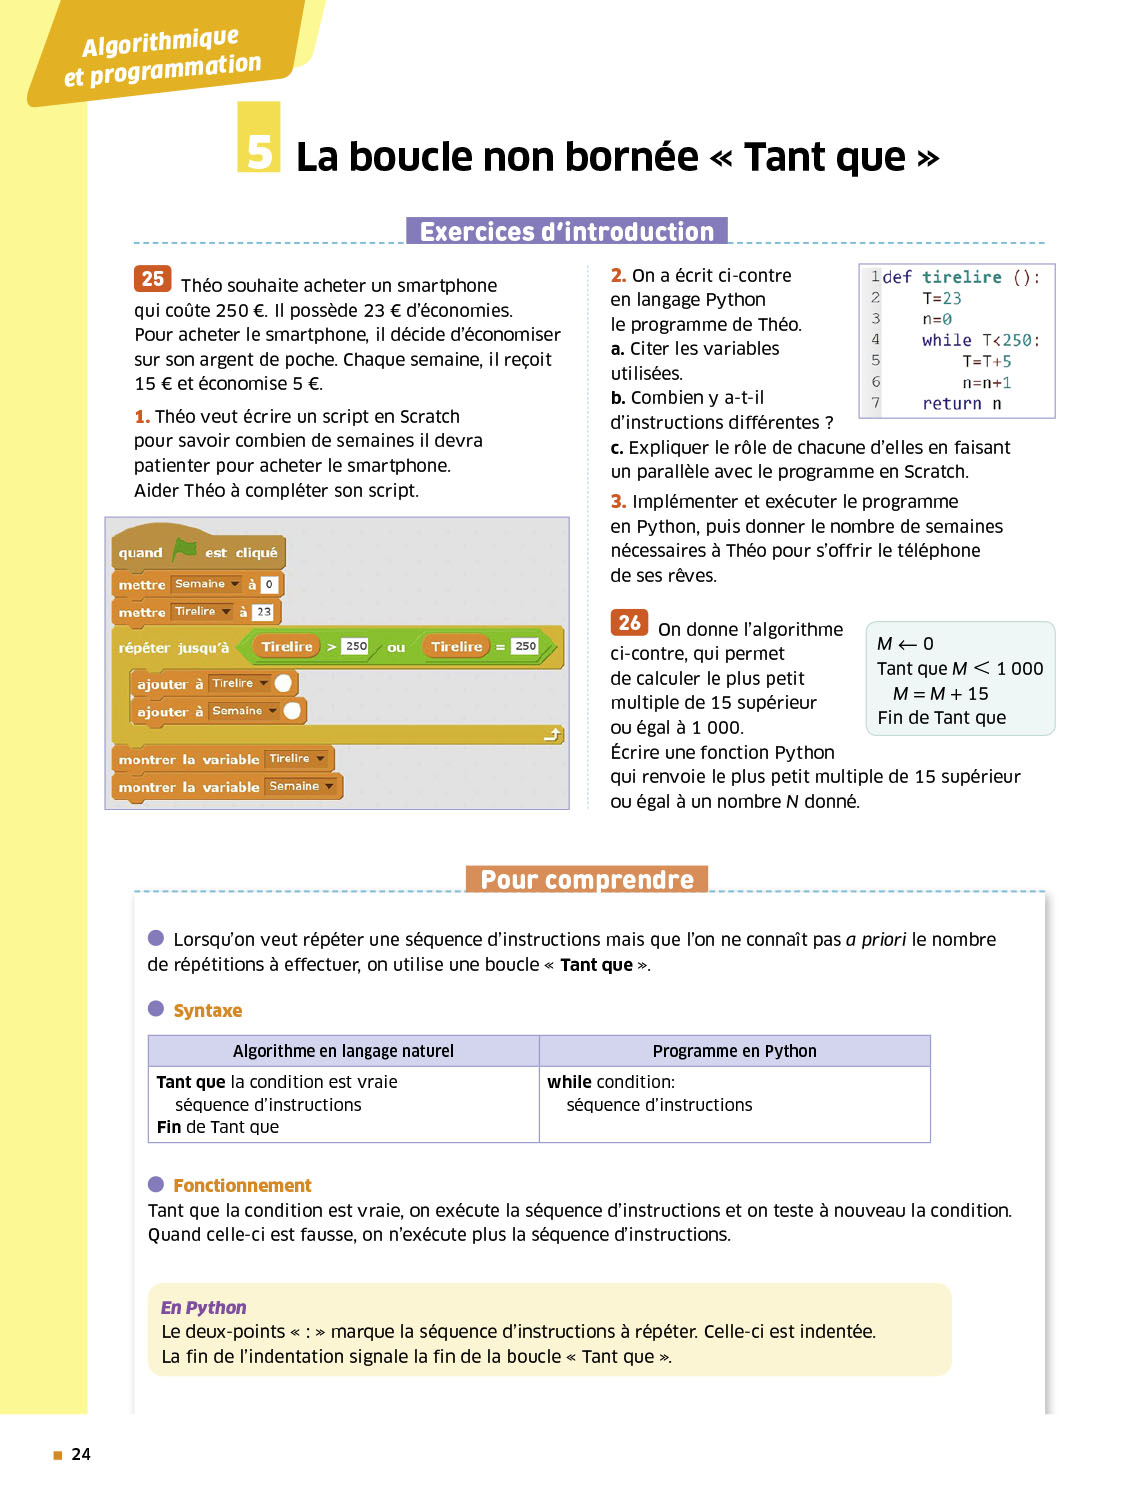 Algorithmique
et programmation
5 La boucle non bornée « Tant que »
Exercices d'introduction
25 Théo souhaite acheter un smartphone
qui coûte 250 €. Il possède 23 € d'économies.
Pour acheter le smartphone, il décide d'économiser
sur son argent de poche. Chaque semaine, il reçoit
15 € et économise 5 €.
1. Théo veut écrire un script en Scratch
pour savoir combien de semaines il devra
patienter pour acheter le smartphone.
Aider Théo à compléter son script.
quand est cliqué
mettre Semaine à 0
mettre Tirelire à 23
répéter jusqu'à Tirelire > 250 ou Tirelire = 250
ajouter à Tirelire
ajouter à Semaine
montrer la variable Tirelire
montrer la variable Semaine
2. On a écrit ci-contre
en langage Python
le programme de Théo.
a. Citer les variables
utilisées.
b. Combien y a-t-il
d'instructions différentes ?
c. Expliquer le rôle de chacune d'elles en faisant
un parallèle avec le programme en Scratch.
1 def tirelire ():
2 T=23
3 n=0
4 while T<250:
5 T=T+5
6 n=n+1
7 return n
3. Implémenter et exécuter le programme
en Python, puis donner le nombre de semaines
nécessaires à Théo pour s'offrir le téléphone
de ses rêves.
26 On donne l'algorithme
ci-contre, qui permet
de calculer le plus petit
multiple de 15 supérieur
ou égal à 1 000.
Écrire une fonction Python
qui renvoie le plus petit multiple de 15 supérieur
ou égal à un nombre N donné.
M ← 0
Tant que M < 1 000
M = M + 15
Fin de Tant que
Pour comprendre
Lorsqu'on veut répéter une séquence d'instructions mais que l'on ne connaît pas a priori le nombre
de répétitions à effectuer, on utilise une boucle « Tant que ».
Syntaxe
Algorithme en langage naturel Programme en Python
Tant que la condition est vraie while condition:
séquence d'instructions séquence d'instructions
Fin de Tant que
Fonctionnement
Tant que la condition est vraie, on exécute la séquence d'instructions et on teste à nouveau la condition.
Quand celle-ci est fausse, on n'exécute plus la séquence d'instructions.
En Python
Le deux-points « : » marque la séquence d'instructions à répéter. Celle-ci est indentée.
La fin de l'indentation signale la fin de la boucle « Tant que ».
24